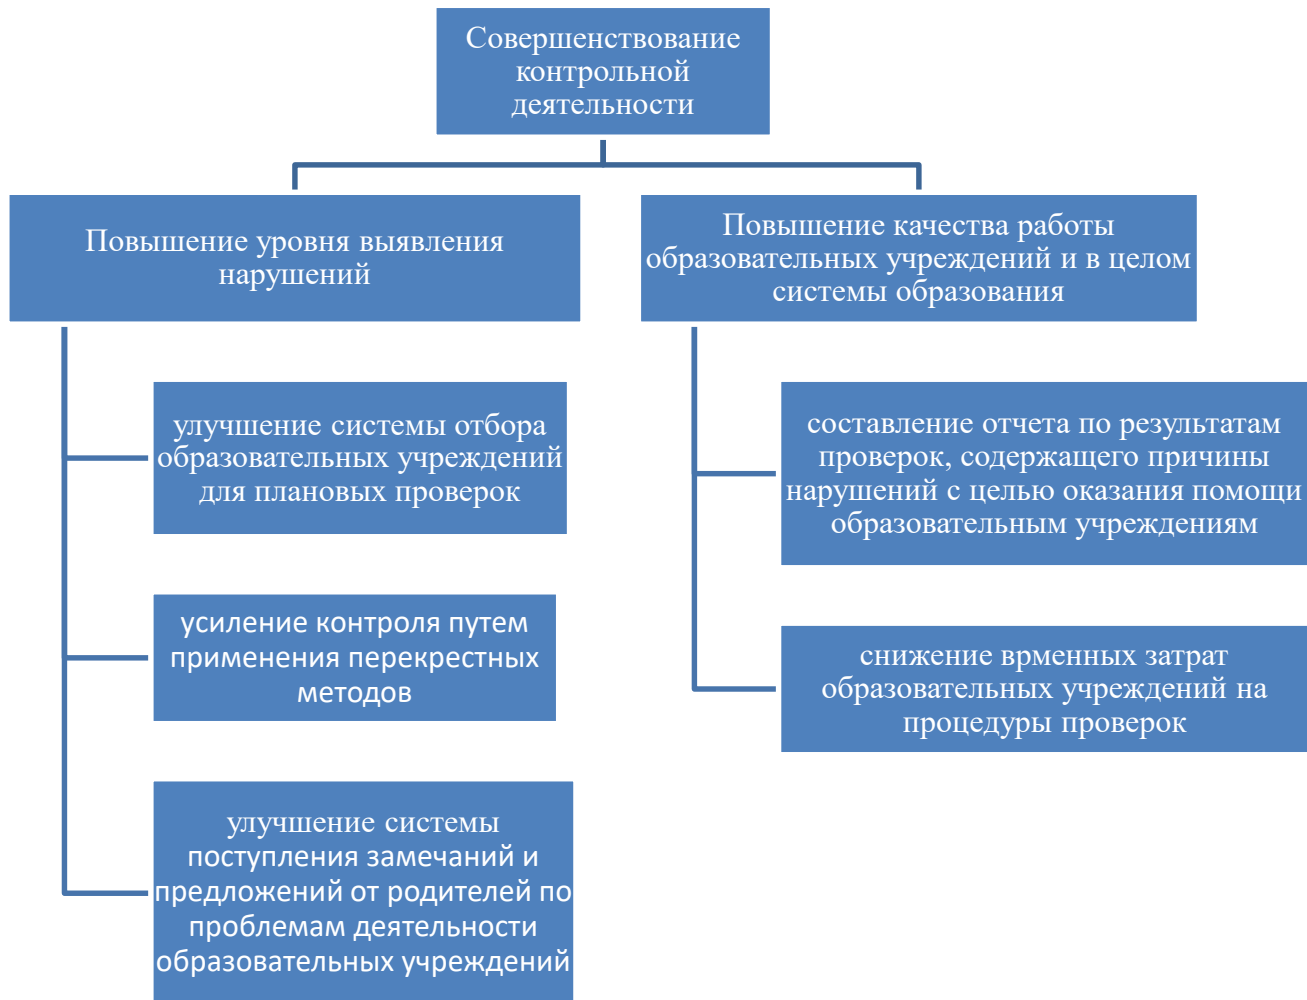 Совершенствование
контрольной
деятельности
Повышение уровня выявления
нарушений
улучшение системы отбора
образовательных учреждений
для плановых проверок
усиление контроля путем
применения перекрестных
методов
улучшение системы
поступления замечаний и
предложений от родителей по
проблемам деятельности
образовательных учреждений
Повышение качества работы
образовательных учреждений и в целом
системы образования
составление отчета по результатам
проверок, содержащего причины
нарушений с целью оказания помощи
образовательным учреждениям
снижение врменных затрат
образовательных учреждений на
процедуры проверок